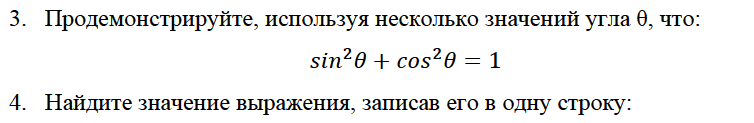 3. Продемонстрируйте, используя несколько значений угла θ, что:
sin²θ + cos²θ = 1
4. Найдите значение выражения, записав его в одну строку: